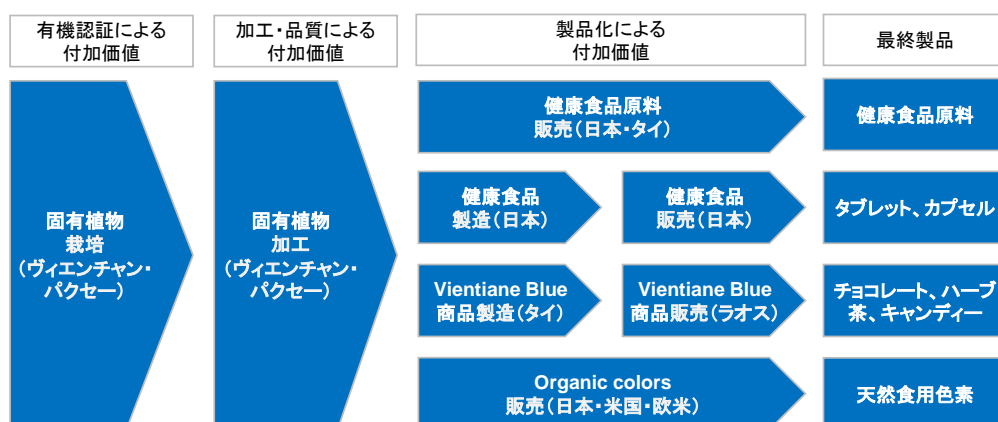 有機認証による
付加価値
加工・品質による
付加価値
製品化による
付加価値
最終製品
固有植物
栽培
(ヴィエンチャン・
パクセー)
固有植物
加工
(ヴィエンチャン・
パクセー)
健康食品原料
販売(日本・タイ)
健康食品原料
健康食品
製造(日本)
健康食品
販売(日本)
タブレット、カプセル
Vientiane Blue
商品製造(タイ)
Vientiane Blue
商品販売(ラオス)
チョコレート、ハーブ
茶、キャンディー
Organic colors
販売(日本・米国・欧米)
天然食用色素